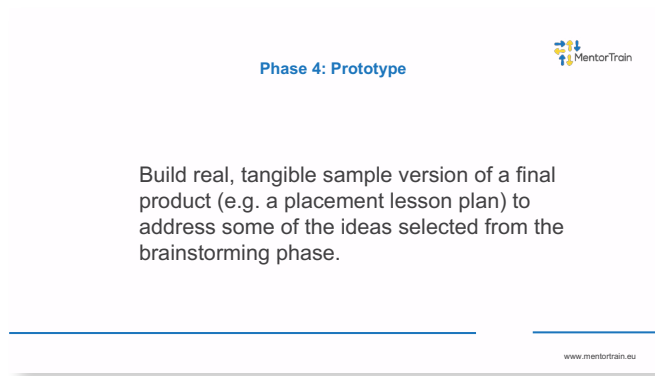 MentorTrain
Phase 4: Prototype
Build real, tangible sample version of a final
product (e.g. a placement lesson plan) to
address some of the ideas selected from the
brainstorming phase.
www.mentortrain.eu